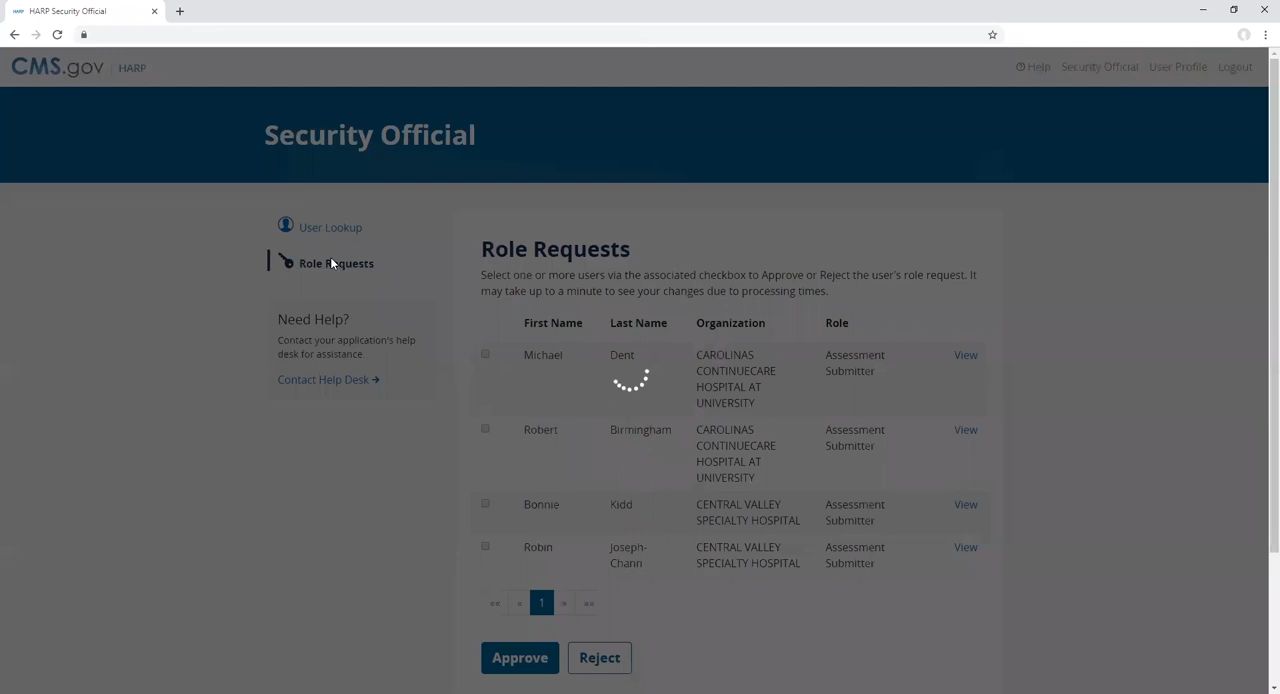 HARP HARP Security Official
CMS.gov HARP
Help Security Official User Profile Logout
Security Official
User Lookup
Role Requests
Need Help?
Contact your application's help
desk for assistance.
Contact Help Desk →
Role Requests
Select one or more users via the associated checkbox to Approve or Reject the user's role request. It
may take up to a minute to see your changes due to processing times.
First Name Last Name Organization Role
Michael Dent CAROLINAS Assessment View
CONTINUECARE Submitter
HOSPITAL AT
UNIVERSITY
Robert Birmingham CAROLINAS Assessment View
CONTINUECARE Submitter
HOSPITAL AT
UNIVERSITY
Bonnie Kidd CENTRAL VALLEY Assessment View
SPECIALTY HOSPITAL Submitter
Robin Joseph- CENTRAL VALLEY Assessment View
Chann SPECIALTY HOSPITAL Submitter
«« « 1 » »»
Approve Reject